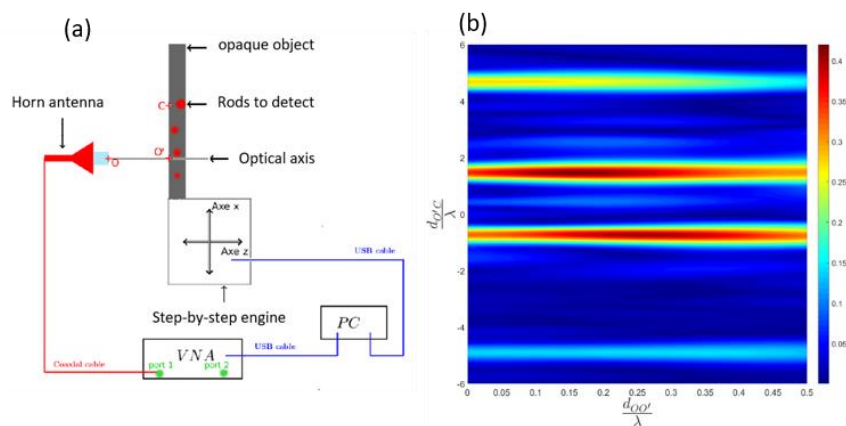 (a)
opaque object
Horn antenna
C
Rods to detect
O
O'
Optical axis
Axe x
Axe z
USB cable
Step-by-step engine
PC
VNA
USB cable
Coaxial cable
port 1
port 2
(b)
6
4
2
0
-2
-4
-6
d_{O'C}
λ
0
0.05
0.1
0.15
0.2
0.25
0.3
0.35
0.4
0.45
0.5
d_{OO'}
λ
0.4
0.35
0.3
0.25
0.2
0.15
0.1
0.05
0